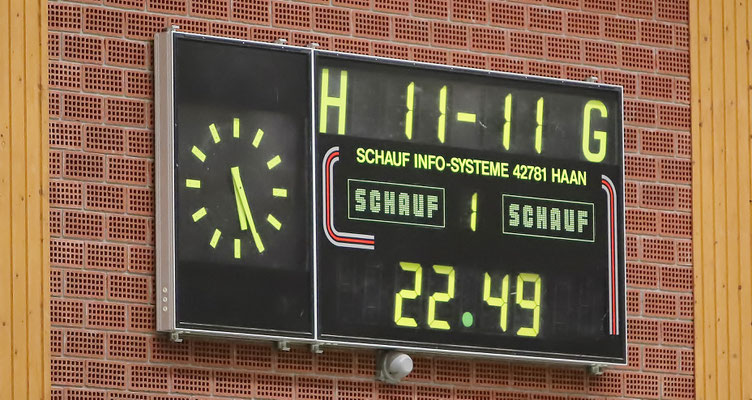 H 11-11 G
SCHAUF INFO-SYSTEME 42781 HAAN
SCHAUF 1 SCHAUF
22.49